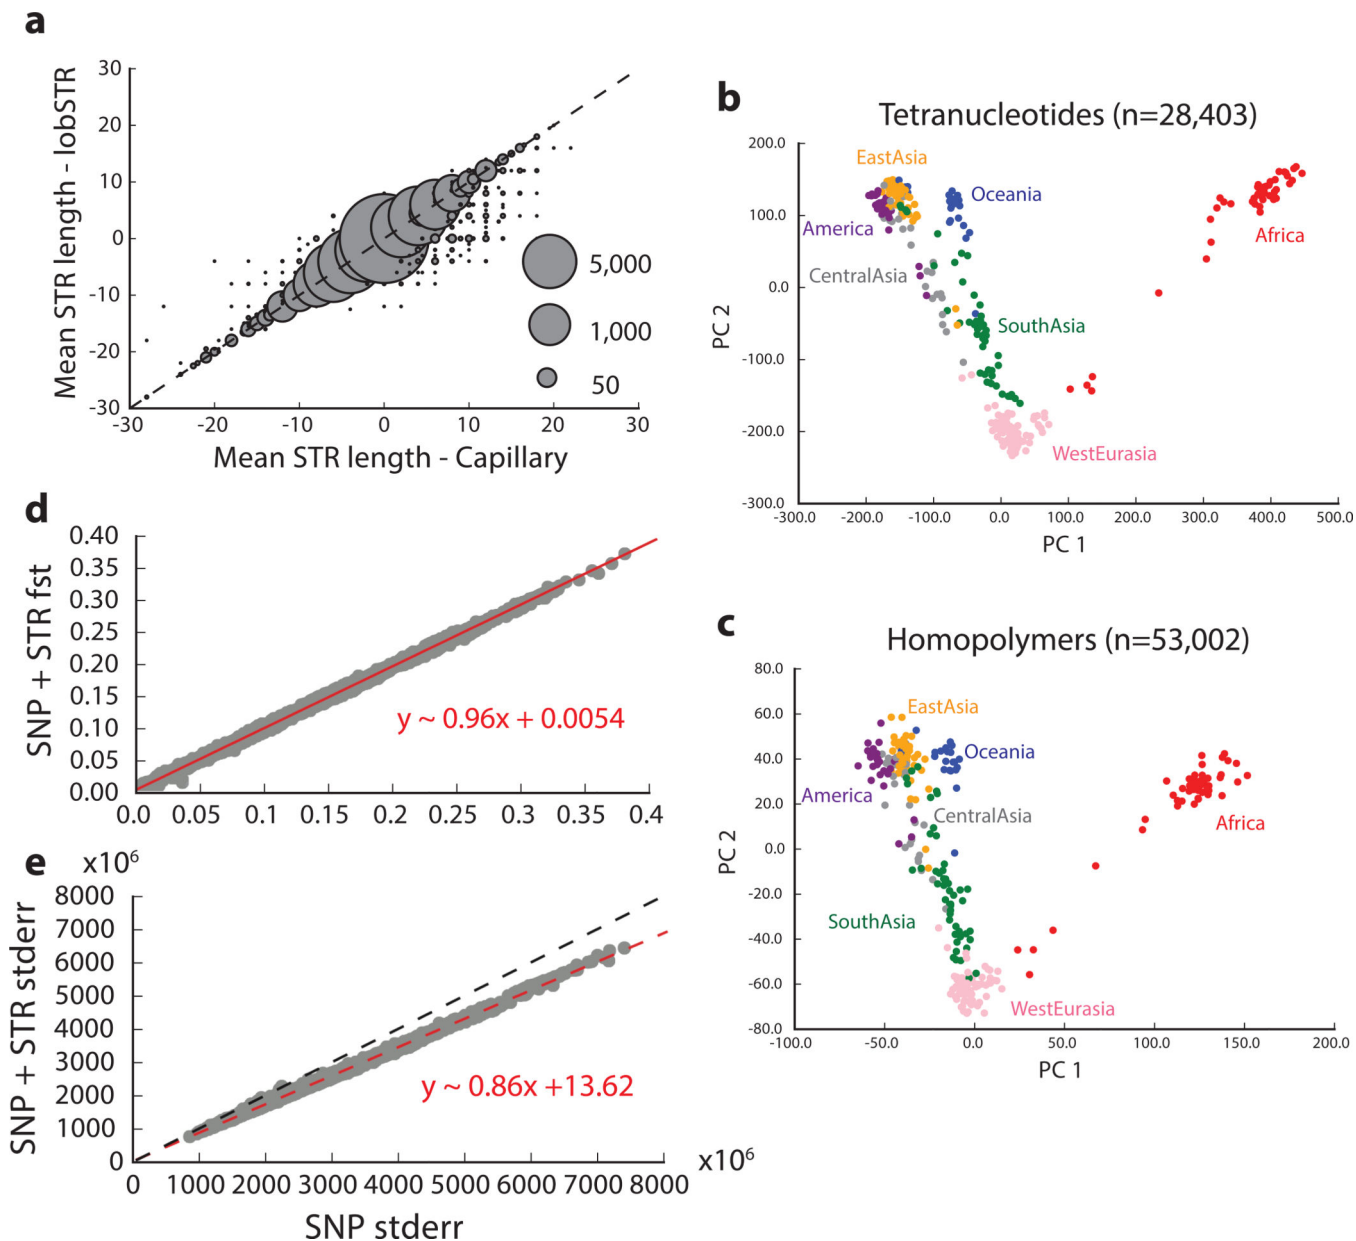 a
Mean STR length - lobSTR
30
20
10
0
-10
-20
-30
-30
-20
-10
0
10
20
30
5,000
1,000
50
Mean STR length - Capillary
b
Tetranucleotides (n=28,403)
PC 2
200.0
100.0
0.0
-100.0
-200.0
-300.0
-300.0
-200.0
-100.0
0.0
100.0
200.0
300.0
400.0
500.0
EastAsia
Oceania
America
Africa
CentralAsia
SouthAsia
WestEurasia
PC 1
c
Homopolymers (n=53,002)
PC 2
80.0
60.0
40.0
20.0
0.0
-20.0
-40.0
-60.0
-80.0
-100.0
-50.0
0.0
50.0
100.0
150.0
200.0
EastAsia
Oceania
America
CentralAsia
Africa
SouthAsia
WestEurasia
PC 1
d
SNP + STR fst
0.40
0.35
0.30
0.25
0.20
0.15
0.10
0.05
0.00
0.0
0.05
0.1
0.15
0.2
0.25
0.3
0.35
0.4
y ~ 0.96x + 0.0054
e
x10⁶
SNP + STR stderr
8000
7000
6000
5000
4000
3000
2000
1000
0
0
1000
2000
3000
4000
5000
6000
7000
8000
x10⁶
y ~ 0.86x +13.62
SNP stderr